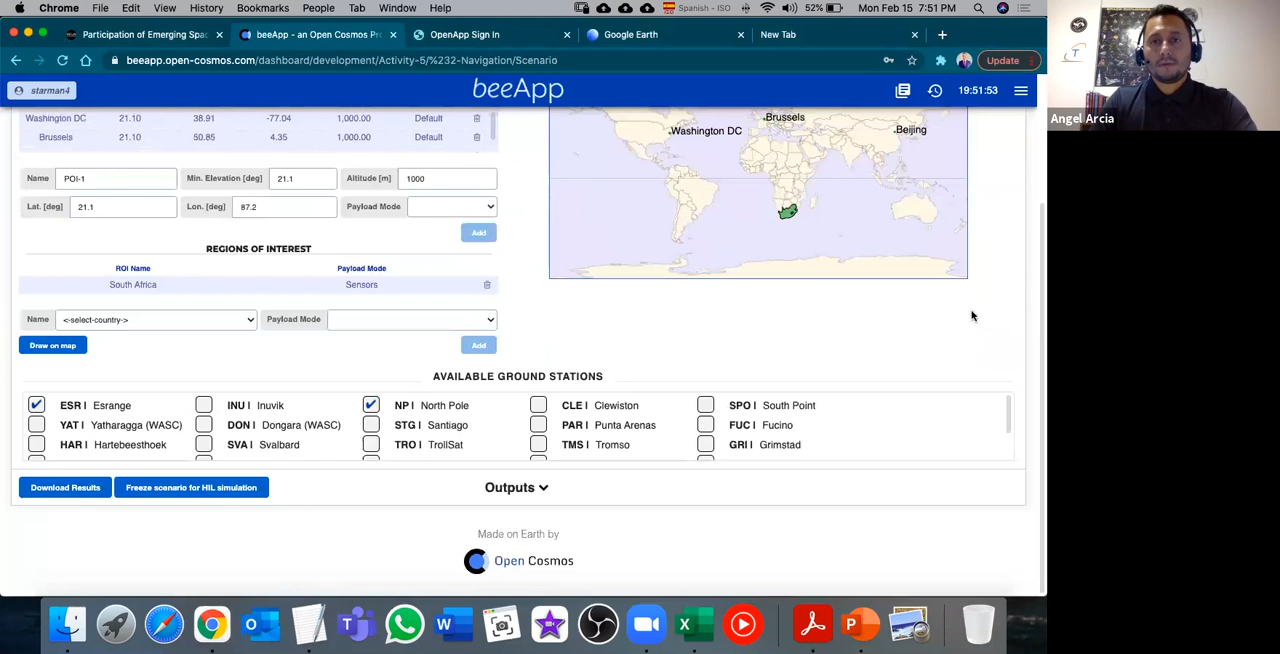 Chrome File Edit View History Bookmarks People Tab Window Help Spanish - ISO 52% Mon Feb 15 7:51 PM
Participation of Emerging Spac beeApp - an Open Cosmos Pro OpenApp Sign In Google Earth New Tab
beeapp.open-cosmos.com/dashboard/development/Activity-5/%232-Navigation/Scenario Update
starman4 beeApp 19:51:53
Washington DC 21.10 38.91 -77.04 1,000.00 Default
Brussels 21.10 50.85 4.35 1,000.00 Default
Washington DC Brussels Beijing
Name POI-1 Min. Elevation [deg] 21.1 Altitude [m] 1000
Lat. [deg] 21.1 Lon. [deg] 87.2 Payload Mode
Add
REGIONS OF INTEREST
ROI Name Payload Mode
South Africa Sensors
Name <-select-country-> Payload Mode
Draw on map Add
AVAILABLE GROUND STATIONS
ESR | Esrange INU | Inuvik NP | North Pole CLE | Clewiston SPO | South Point
YAT | Yatharagga (WASC) DON | Dongara (WASC) STG | Santiago PAR | Punta Arenas FUC | Fucino
HAR | Hartebeesthoek SVA | Svalbard TRO | TrollSat TMS | Tromso GRI | Grimstad
Download Results Freeze scenario for HIL simulation Outputs
Made on Earth by
Open Cosmos
Angel Arcia